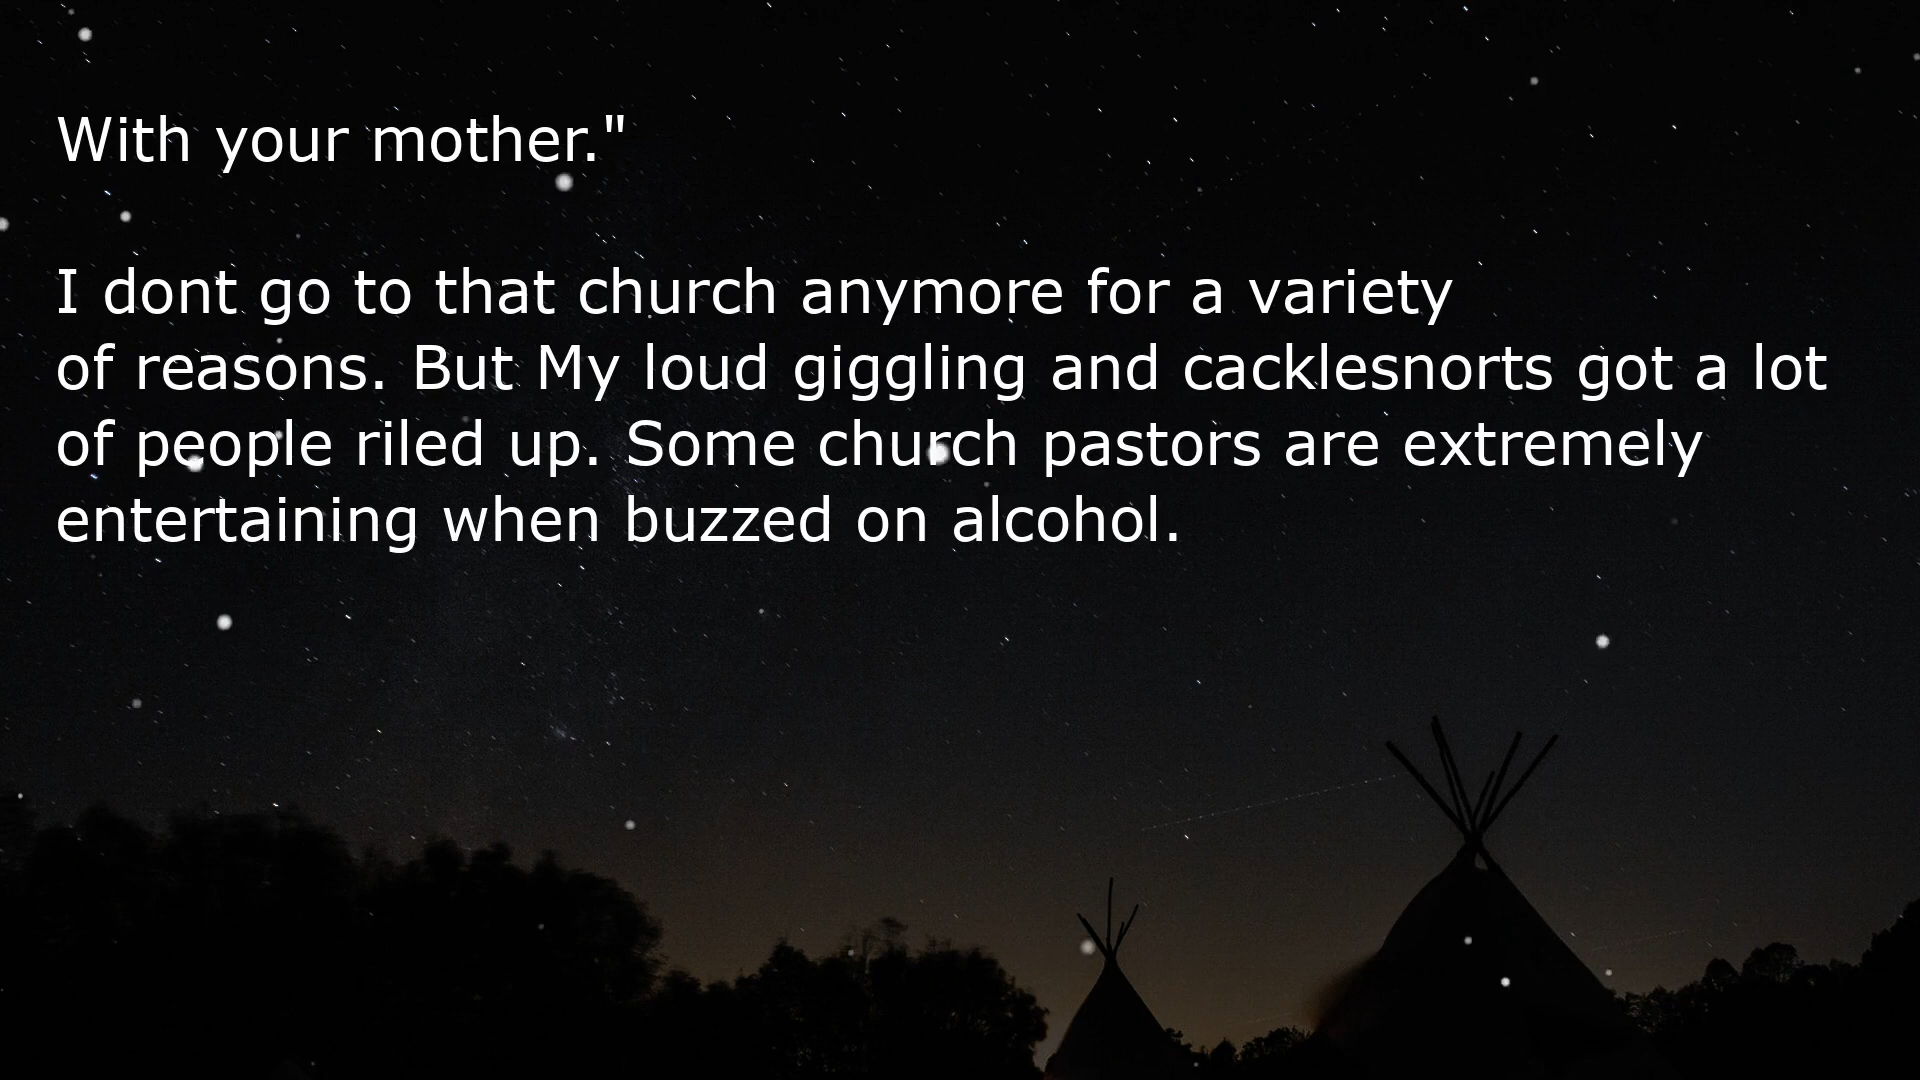 With your mother."
I dont go to that church anymore for a variety
of reasons. But My loud giggling and cacklesnorts got a lot
of people riled up. Some church pastors are extremely
entertaining when buzzed on alcohol.